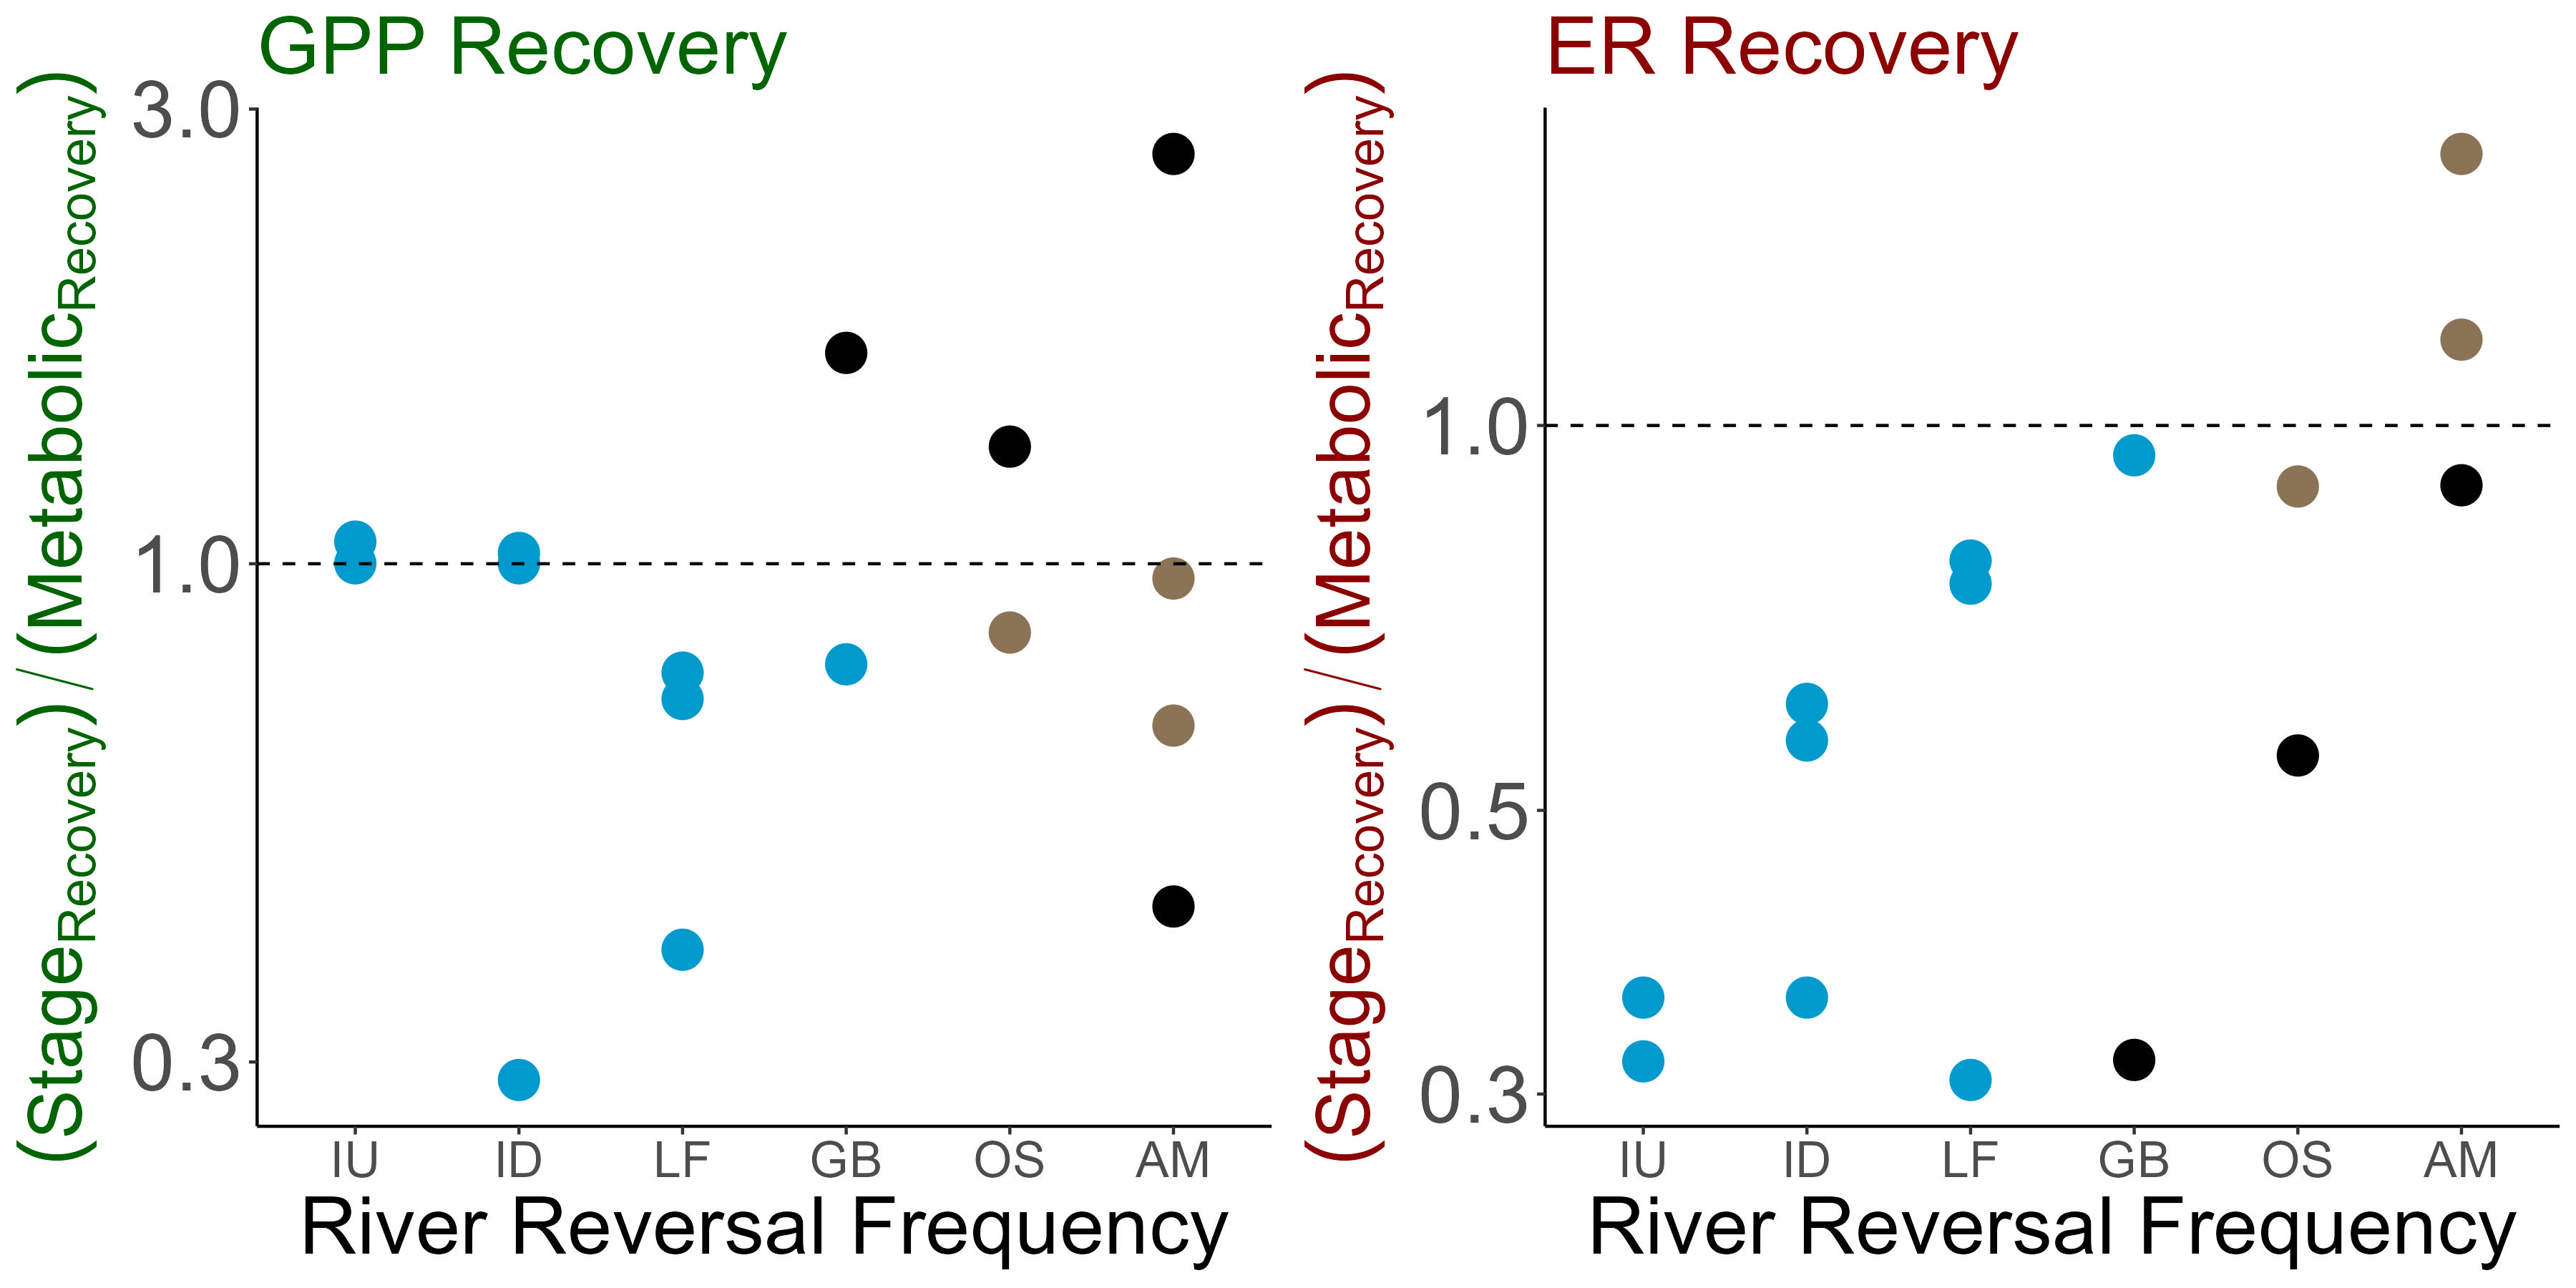 GPP Recovery
(StageRecovery) / (MetabolicRecovery)
3.0
1.0
0.3
IU ID LF GB OS AM
River Reversal Frequency
ER Recovery
(StageRecovery) / (MetabolicRecovery)
1.0
0.5
0.3
IU ID LF GB OS AM
River Reversal Frequency